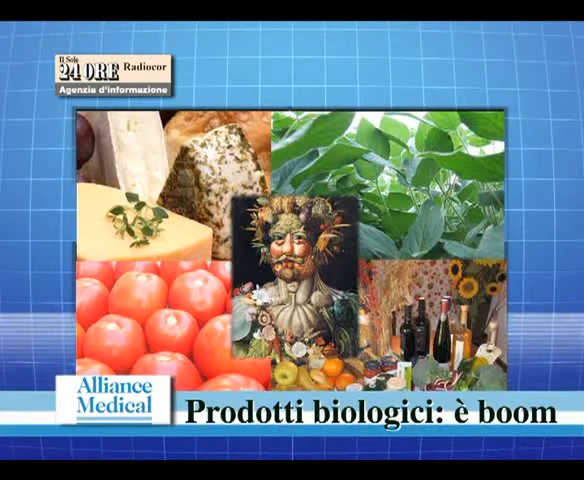 Il Sole
24 ORE Radiocor
Agenzia d'informazione
Alliance
Medical
Prodotti biologici: è boom